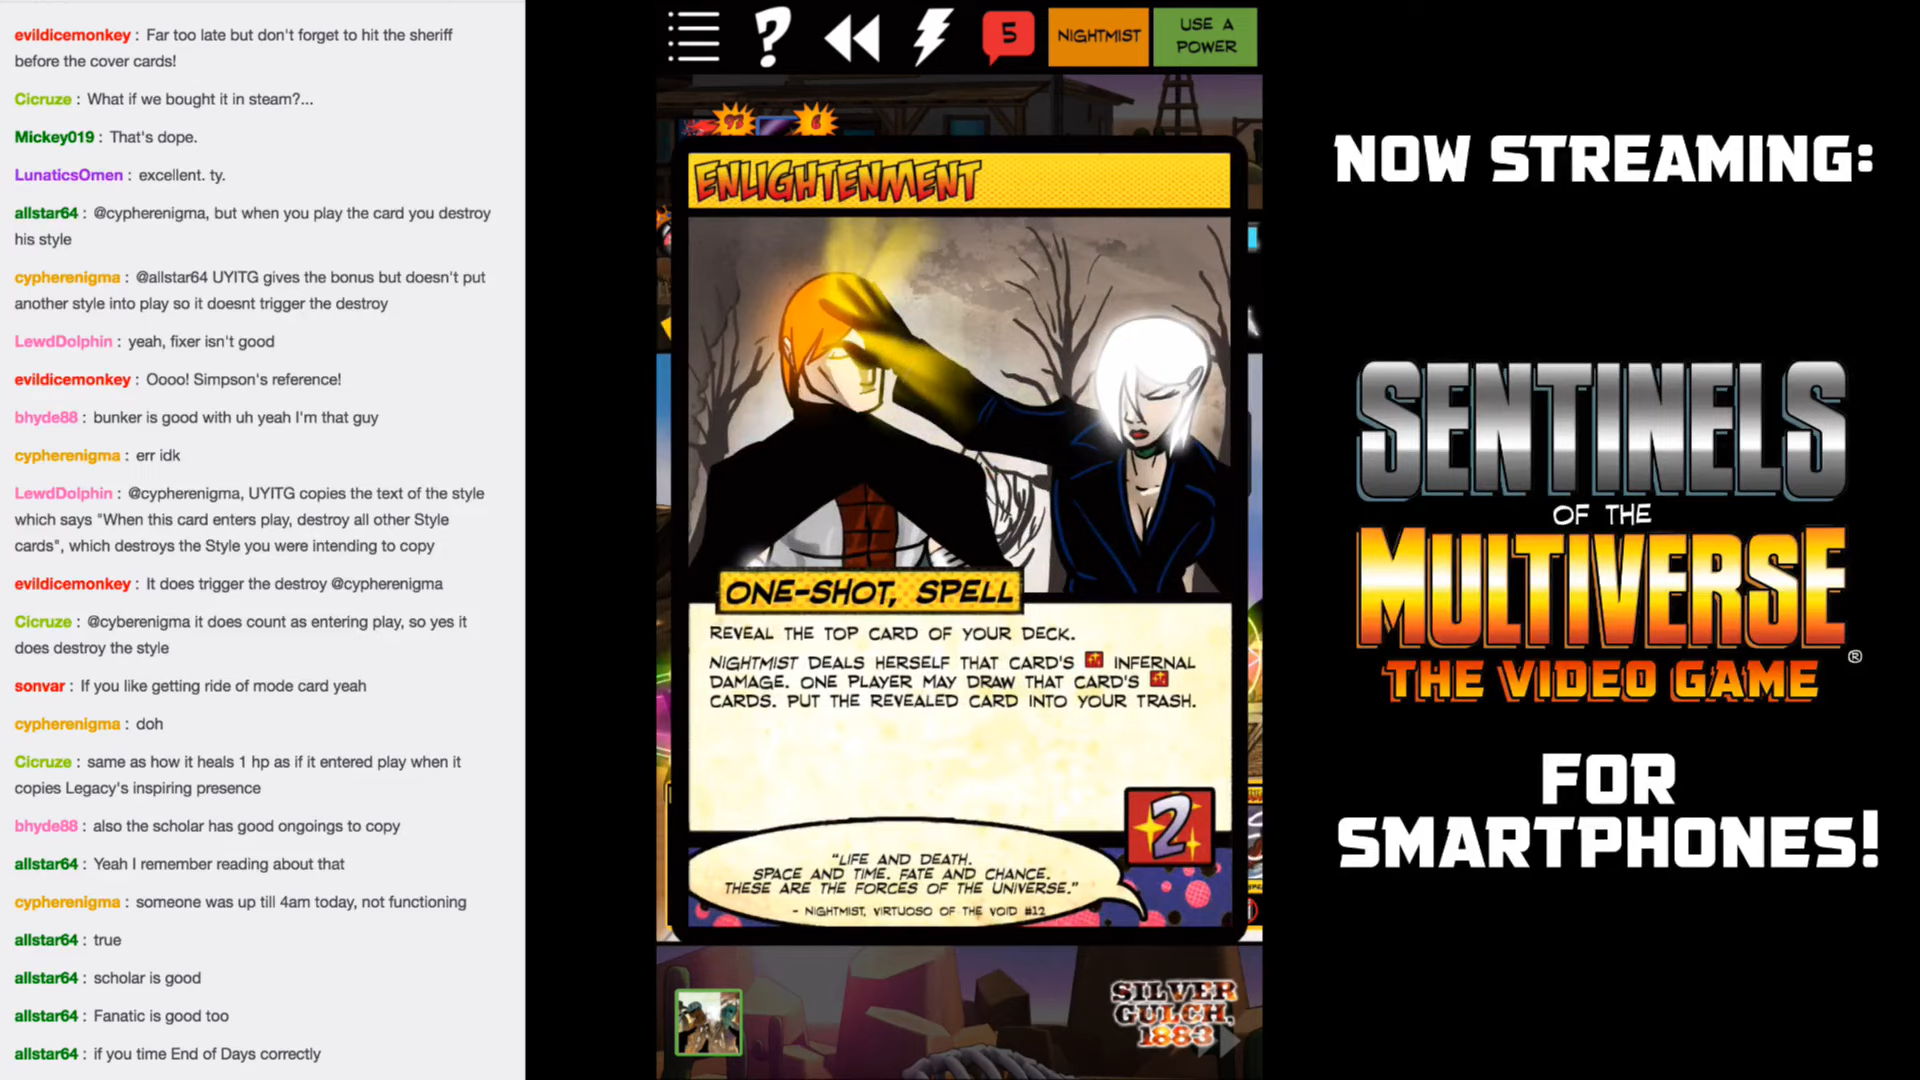 evildicemonkey : Far too late but don't forget to hit the sheriff
before the cover cards!
Cicruze : What if we bought it in steam?...
Mickey019 : That's dope.
LunaticsOmen : excellent. ty.
allstar64 : @cypherenigma, but when you play the card you destroy
his style
cypherenigma : @allstar64 UYITG gives the bonus but doesn't put
another style into play so it doesnt trigger the destroy
LewdDolphin : yeah, fixer isn't good
evildicemonkey : Oooo! Simpson's reference!
bhyde88 : bunker is good with uh yeah I'm that guy
cypherenigma : err idk
LewdDolphin : @cypherenigma, UYITG copies the text of the style
which says "When this card enters play, destroy all other Style
cards", which destroys the Style you were intending to copy
evildicemonkey : It does trigger the destroy @cypherenigma
Cicruze : @cyberenigma it does count as entering play, so yes it
does destroy the style
sonvar : If you like getting ride of mode card yeah
cypherenigma : doh
Cicruze : same as how it heals 1 hp as if it entered play when it
copies Legacy's inspiring presence
bhyde88 : also the scholar has good ongoings to copy
allstar64 : Yeah I remember reading about that
cypherenigma : someone was up till 4am today, not functioning
allstar64 : true
allstar64 : scholar is good
allstar64 : Fanatic is good too
allstar64 : if you time End of Days correctly
?
5
NIGHTMIST
USE A
POWER
93
6
ENLIGHTENMENT
ONE-SHOT, SPELL
REVEAL THE TOP CARD OF YOUR DECK.
NIGHTMIST DEALS HERSELF THAT CARD'S INFERNAL
DAMAGE. ONE PLAYER MAY DRAW THAT CARD'S
CARDS. PUT THE REVEALED CARD INTO YOUR TRASH.
2
"LIFE AND DEATH.
SPACE AND TIME. FATE AND CHANCE.
THESE ARE THE FORCES OF THE UNIVERSE."
- NIGHTMIST, VIRTUOSO OF THE VOID #12
SILVER
GULCH,
1883
NOW STREAMING:
SENTINELS
OF THE
MULTIVERSE
®
THE VIDEO GAME
FOR
SMARTPHONES!